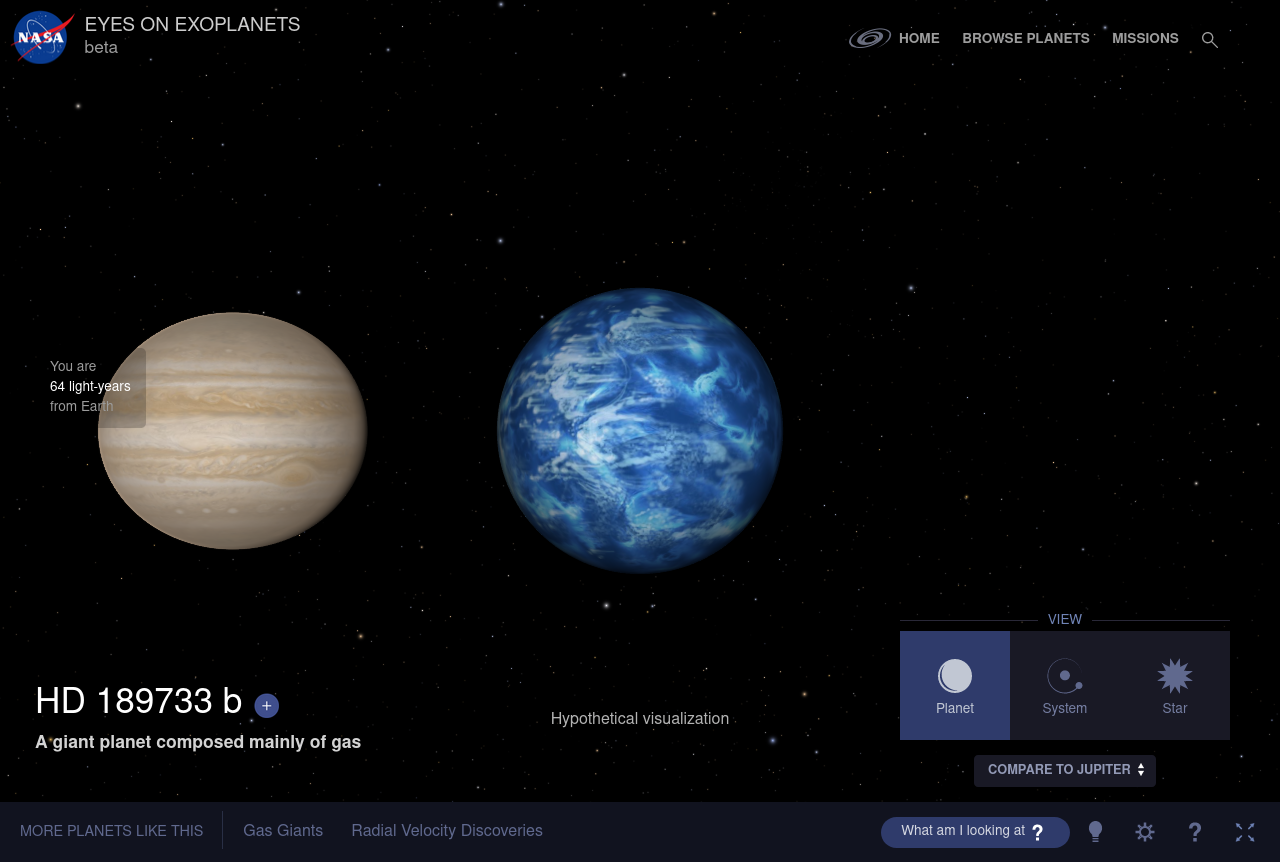 NASA
EYES ON EXOPLANETS
beta
HOME
BROWSE PLANETS
MISSIONS
You are
64 light-years
from Earth
HD 189733 b +
A giant planet composed mainly of gas
Hypothetical visualization
VIEW
Planet
System
Star
COMPARE TO JUPITER
MORE PLANETS LIKE THIS
Gas Giants
Radial Velocity Discoveries
What am I looking at ?
?